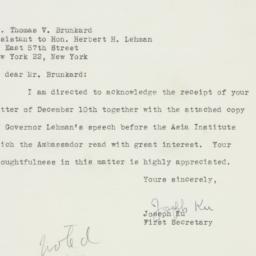 . Thomas V. Brunkard
sistant to Hon. Herbert H. Lehman
East 57th Street
w York 22, New York
dear Mr. Brunkard:
I am directed to acknowledge the receipt of your
tter of December 10th together with the attached copy
Governor Lehman's speech before the Asia Institute
ich the Ambassador read with great interest. Your
oughtfulness in this matter is highly appreciated.
Yours sincerely,
Joseph Ku
Joseph Ku
First Secretary
noted